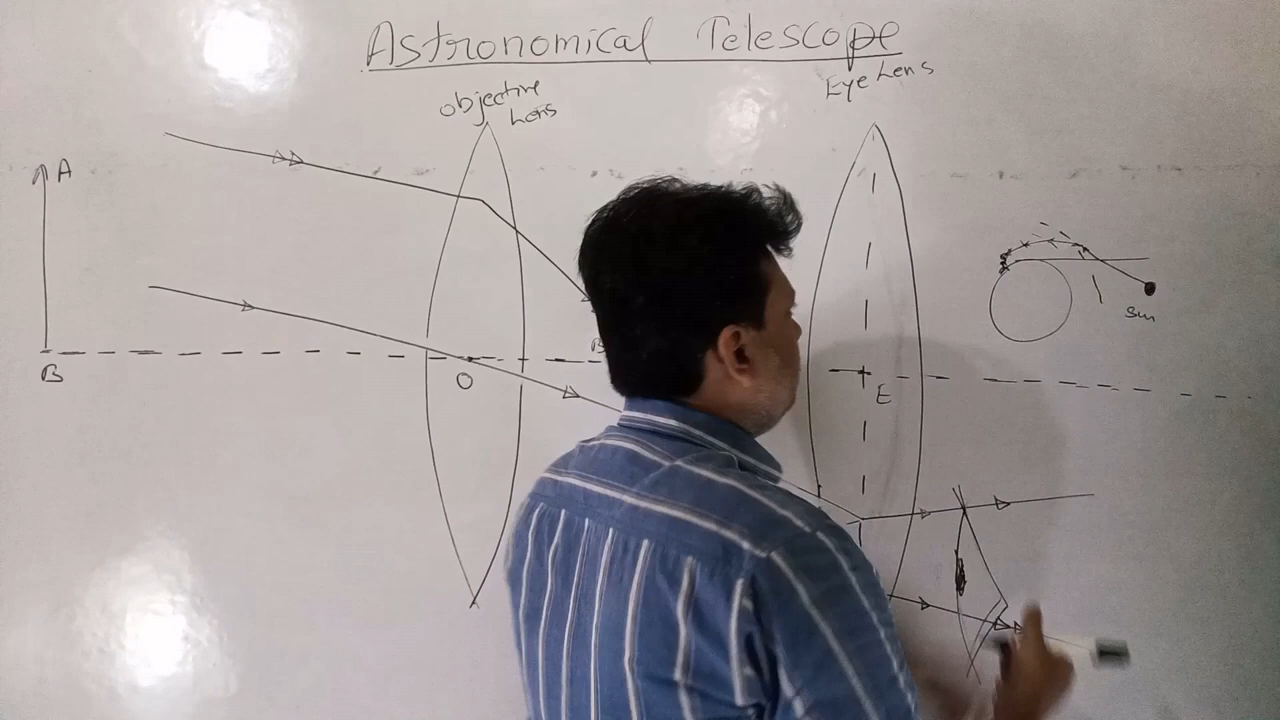 Astronomical Telescope
Objective
Lens
Eye Lens
A
B
O
B
E
Sun